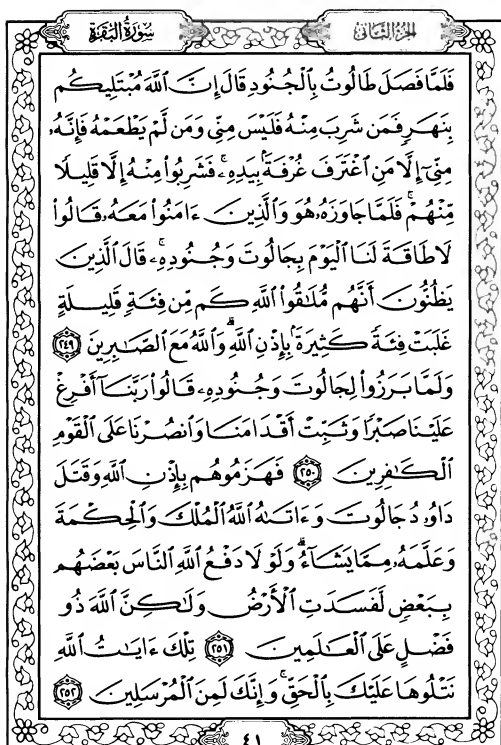 سُورَةُ البَقَرَةِ الجُزْءُ الثَّانِي
فَلَمَّا فَصَلَ طَالُوتُ بِٱلۡجُنُودِ قَالَ إِنَّ ٱللَّهَ مُبۡتَلِيكُم
بِنَهَرٖ فَمَن شَرِبَ مِنۡهُ فَلَيۡسَ مِنِّي وَمَن لَّمۡ يَطۡعَمۡهُ فَإِنَّهُۥ
مِنِّيٓ إِلَّا مَنِ ٱغۡتَرَفَ غُرۡفَةَۢ بِيَدِهِۦۚ فَشَرِبُواْ مِنۡهُ إِلَّا قَلِيلٗا
مِّنۡهُمۡۚ فَلَمَّا جَاوَزَهُۥ هُوَ وَٱلَّذِينَ ءَامَنُواْ مَعَهُۥ قَالُواْ
لَا طَاقَةَ لَنَا ٱلۡيَوۡمَ بِجَالُوتَ وَجُنُودِهِۦۚ قَالَ ٱلَّذِينَ
يَظُنُّونَ أَنَّهُم مُّلَٰقُواْ ٱللَّهِ كَم مِّن فِئَةٖ قَلِيلَةٍ
غَلَبَتۡ فِئَةٗ كَثِيرَةَۢ بِإِذۡنِ ٱللَّهِۗ وَٱللَّهُ مَعَ ٱلصَّٰبِرِينَ ٢٤٩
وَلَمَّا بَرَزُواْ لِجَالُوتَ وَجُنُودِهِۦ قَالُواْ رَبَّنَآ أَفۡرِغۡ
عَلَيۡنَا صَبۡرٗا وَثَبِّتۡ أَقۡدَامَنَا وَٱنصُرۡنَا عَلَى ٱلۡقَوۡمِ
ٱلۡكَٰفِرِينَ ٢٥٠ فَهَزَمُوهُم بِإِذۡنِ ٱللَّهِ وَقَتَلَ
دَاوُۥدُ جَالُوتَ وَءَاتَىٰهُ ٱللَّهُ ٱلۡمُلۡكَ وَٱلۡحِكۡمَةَ
وَعَلَّمَهُۥ مِمَّا يَشَآءُۗ وَلَوۡلَا دَفۡعُ ٱللَّهِ ٱلنَّاسَ بَعۡضَهُم
بِبَعۡضٖ لَّفَسَدَتِ ٱلۡأَرۡضُ وَلَٰكِنَّ ٱللَّهَ ذُو
فَضۡلٍ عَلَى ٱلۡعَٰلَمِينَ ٢٥١ تِلۡكَ ءَايَٰتُ ٱللَّهِ
نَتۡلُوهَا عَلَيۡكَ بِٱلۡحَقِّۚ وَإِنَّكَ لَمِنَ ٱلۡمُرۡسَلِينَ ٢٥٢
٤١